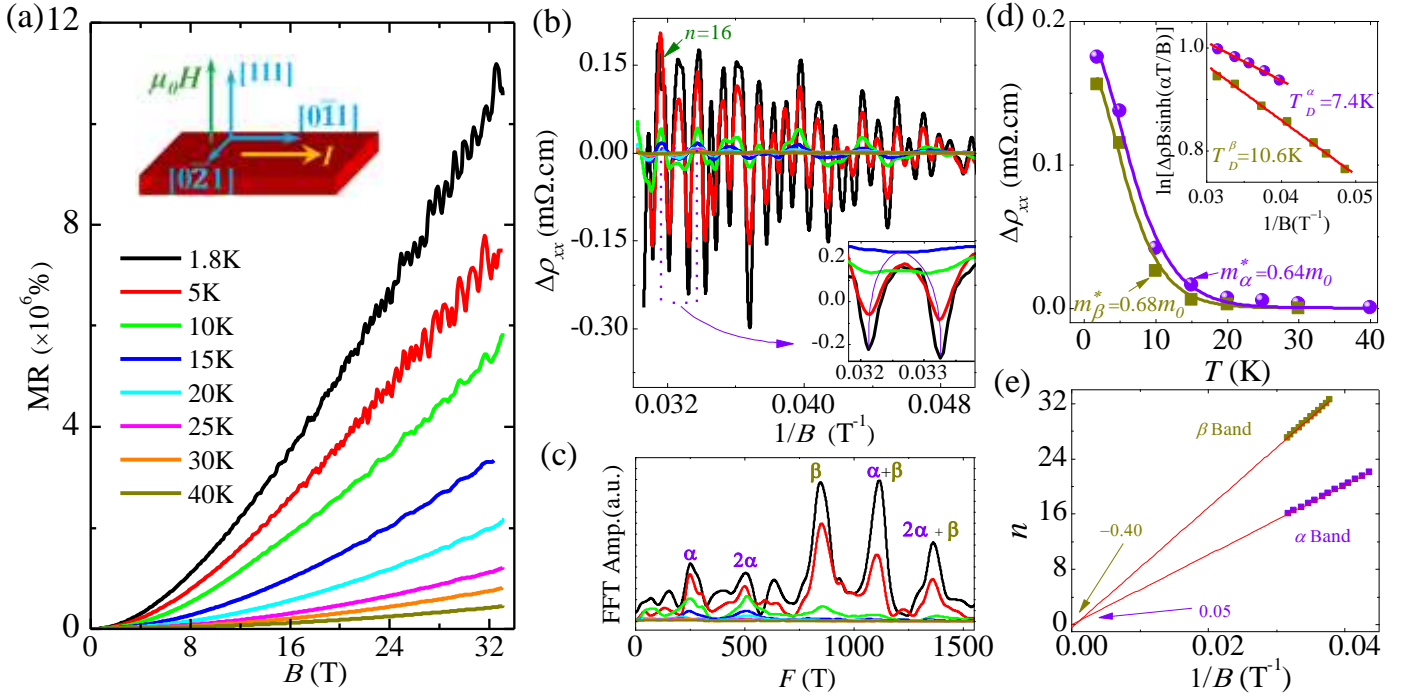 (a)
12
8
4
0
MR (×10⁶%)
0 8 16 24 32
B (T)
μ₀H
[111]
[01̄1]
I
[02̄1]
1.8K
5K
10K
15K
20K
25K
30K
40K
(b)
n=16
0.15
0.00
-0.15
-0.30
Δρxx (mΩ.cm)
0.032 0.040 0.048
1/B (T⁻¹)
0.2
0.0
-0.2
0.032 0.033
(c)
FFT Amp.(a.u.)
α
2α
β
α+β
2α + β
0 500 1000 1500
F (T)
(d)
0.2
0.1
0.0
Δρxx (mΩ.cm)
0 10 20 30 40
T (K)
m*α=0.64m₀
m*β=0.68m₀
ln[ΔρBsinh(αT/B)]
1.0
0.8
T_D^α=7.4K
T_D^β=10.6K
0.03 0.04 0.05
1/B(T⁻¹)
(e)
32
24
16
8
0
n
β Band
α Band
−0.40
0.05
0.00 0.02 0.04
1/B (T⁻¹)